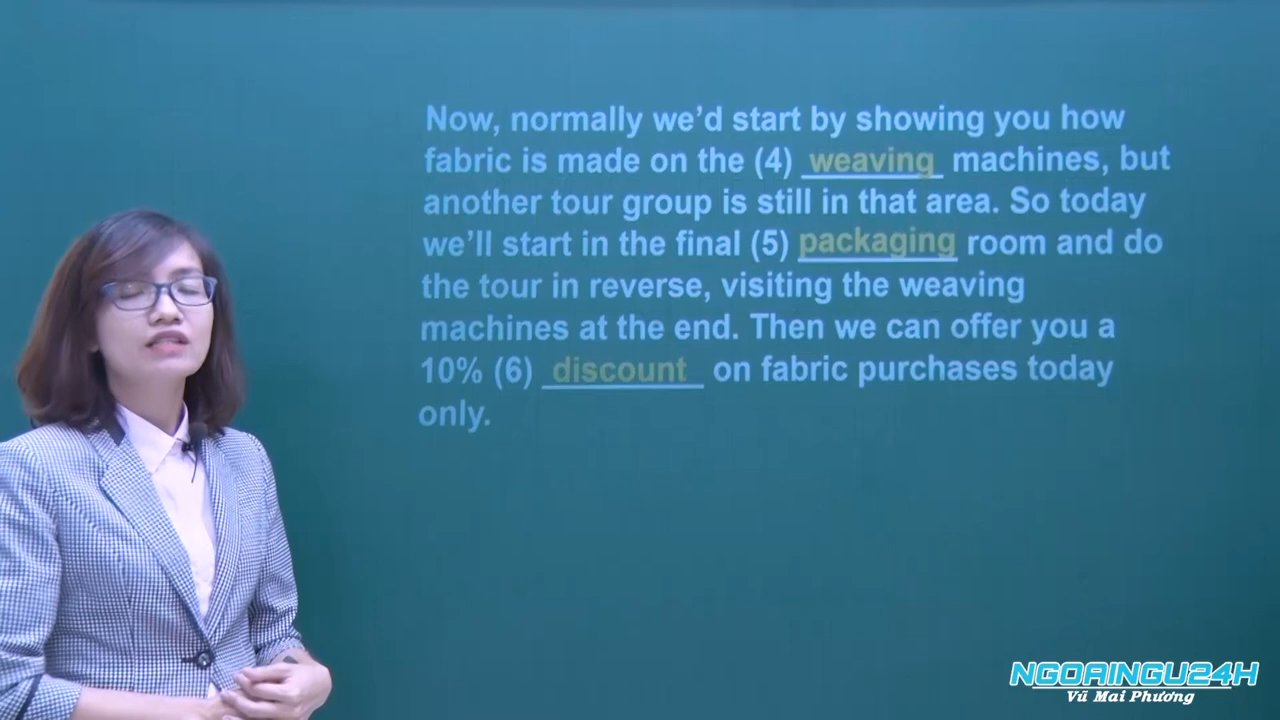 Now, normally we'd start by showing you how
fabric is made on the (4) weaving machines, but
another tour group is still in that area. So today
we'll start in the final (5) packaging room and do
the tour in reverse, visiting the weaving
machines at the end. Then we can offer you a
10% (6) discount on fabric purchases today
only.
NGOAINGU24H
Vũ Mai Phương